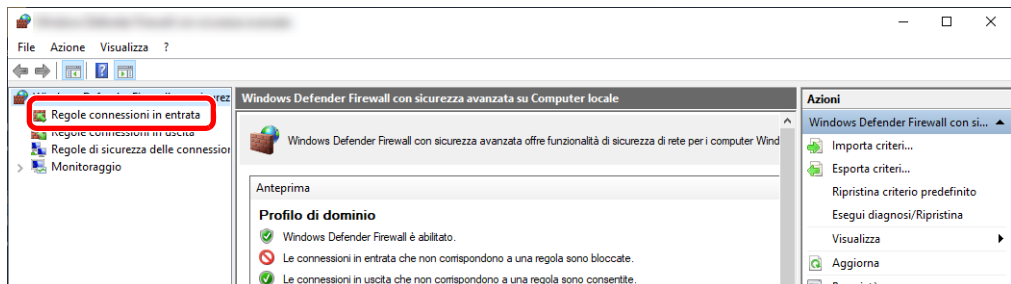 File Azione Visualizza ?
Regole connessioni in entrata
Regole connessioni in uscita
Regole di sicurezza delle connession
Monitoraggio
Windows Defender Firewall con sicurezza avanzata su Computer locale
Windows Defender Firewall con sicurezza avanzata offre funzionalità di sicurezza di rete per i computer Wind
Anteprima
Profilo di dominio
Windows Defender Firewall è abilitato.
Le connessioni in entrata che non corrispondono a una regola sono bloccate.
Le connessioni in uscita che non corrispondono a una regola sono consentite.
Azioni
Windows Defender Firewall con si...
Importa criteri...
Esporta criteri...
Ripristina criterio predefinito
Esegui diagnosi/Ripristina
Visualizza
Aggiorna